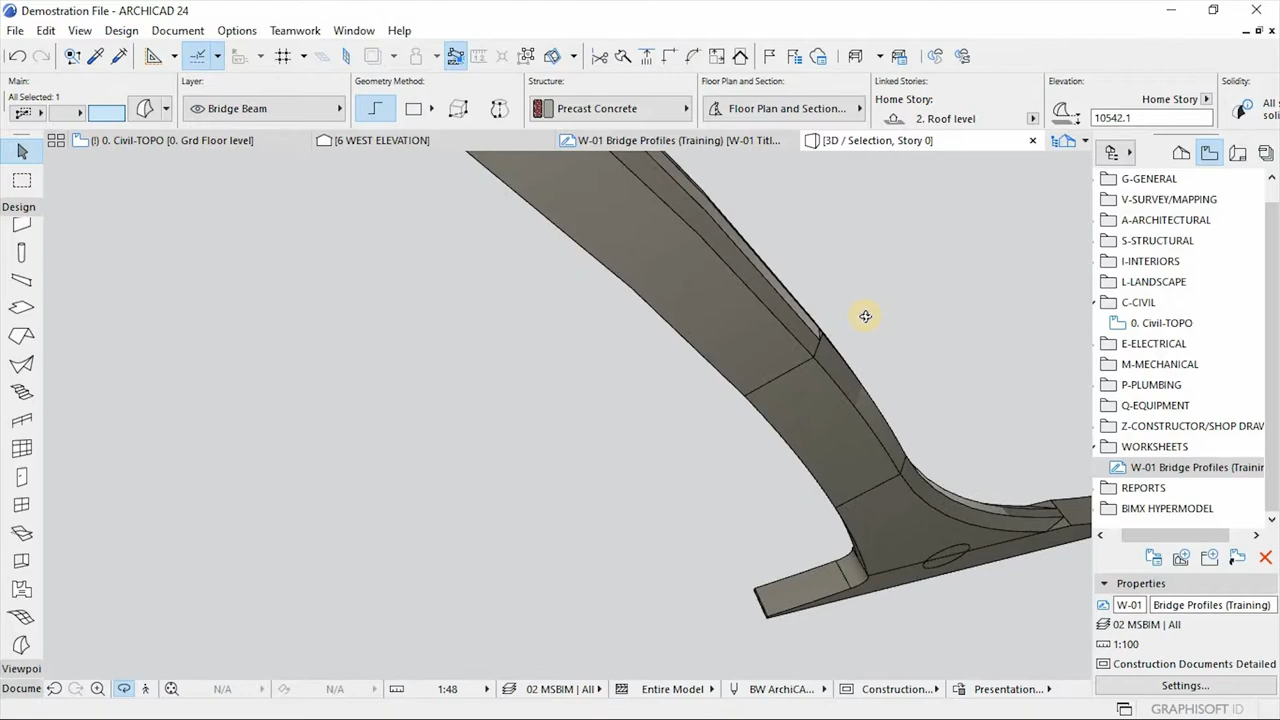 Demostration File - ARCHICAD 24
File Edit View Design Document Options Teamwork Window Help
Main: Layer: Geometry Method: Structure: Floor Plan and Section: Linked Stories: Elevation: Solidity:
All Selected: 1 Bridge Beam Precast Concrete Floor Plan and Section... Home Story: 2. Roof level Home Story 10542.1 All s soli
(!) 0. Civil-TOPO [0. Grd Floor level] [6 WEST ELEVATION] W-01 Bridge Profiles (Training) [W-01 Titl... [3D / Selection, Story 0]
Design
G-GENERAL
V-SURVEY/MAPPING
A-ARCHITECTURAL
S-STRUCTURAL
I-INTERIORS
L-LANDSCAPE
C-CIVIL
0. Civil-TOPO
E-ELECTRICAL
M-MECHANICAL
P-PLUMBING
Q-EQUIPMENT
Z-CONSTRUCTOR/SHOP DRAV
WORKSHEETS
W-01 Bridge Profiles (Trainir
REPORTS
BIMX HYPERMODEL
Properties
W-01 Bridge Profiles (Training)
02 MSBIM | All
1:100
Construction Documents Detailed
Settings...
Viewpoi
Docume N/A N/A 1:48 02 MSBIM | All Entire Model BW ArchiCA... Construction... Presentation...
GRAPHISOFT ID